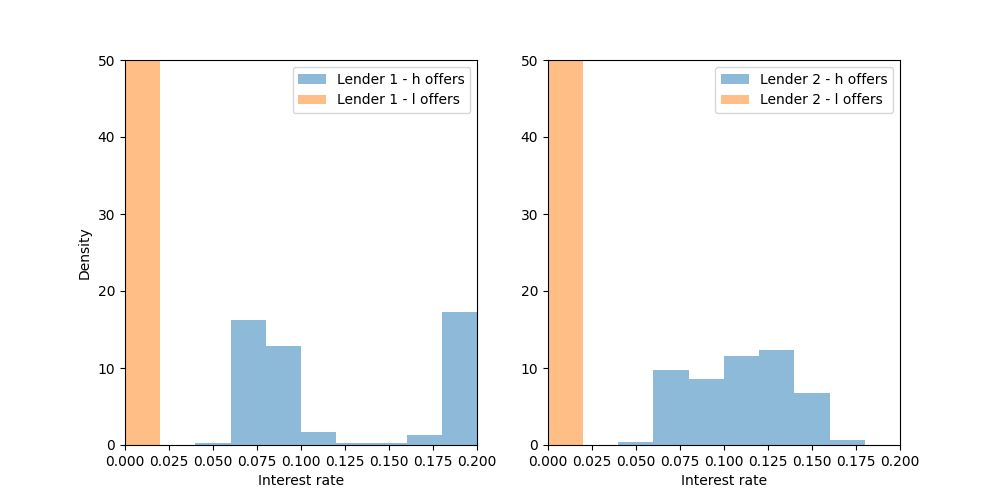 50
40
30
20
10
0
Density
0.000 0.025 0.050 0.075 0.100 0.125 0.150 0.175 0.200
Interest rate
Lender 1 - h offers
Lender 1 - l offers
50
40
30
20
10
0
0.000 0.025 0.050 0.075 0.100 0.125 0.150 0.175 0.200
Interest rate
Lender 2 - h offers
Lender 2 - l offers